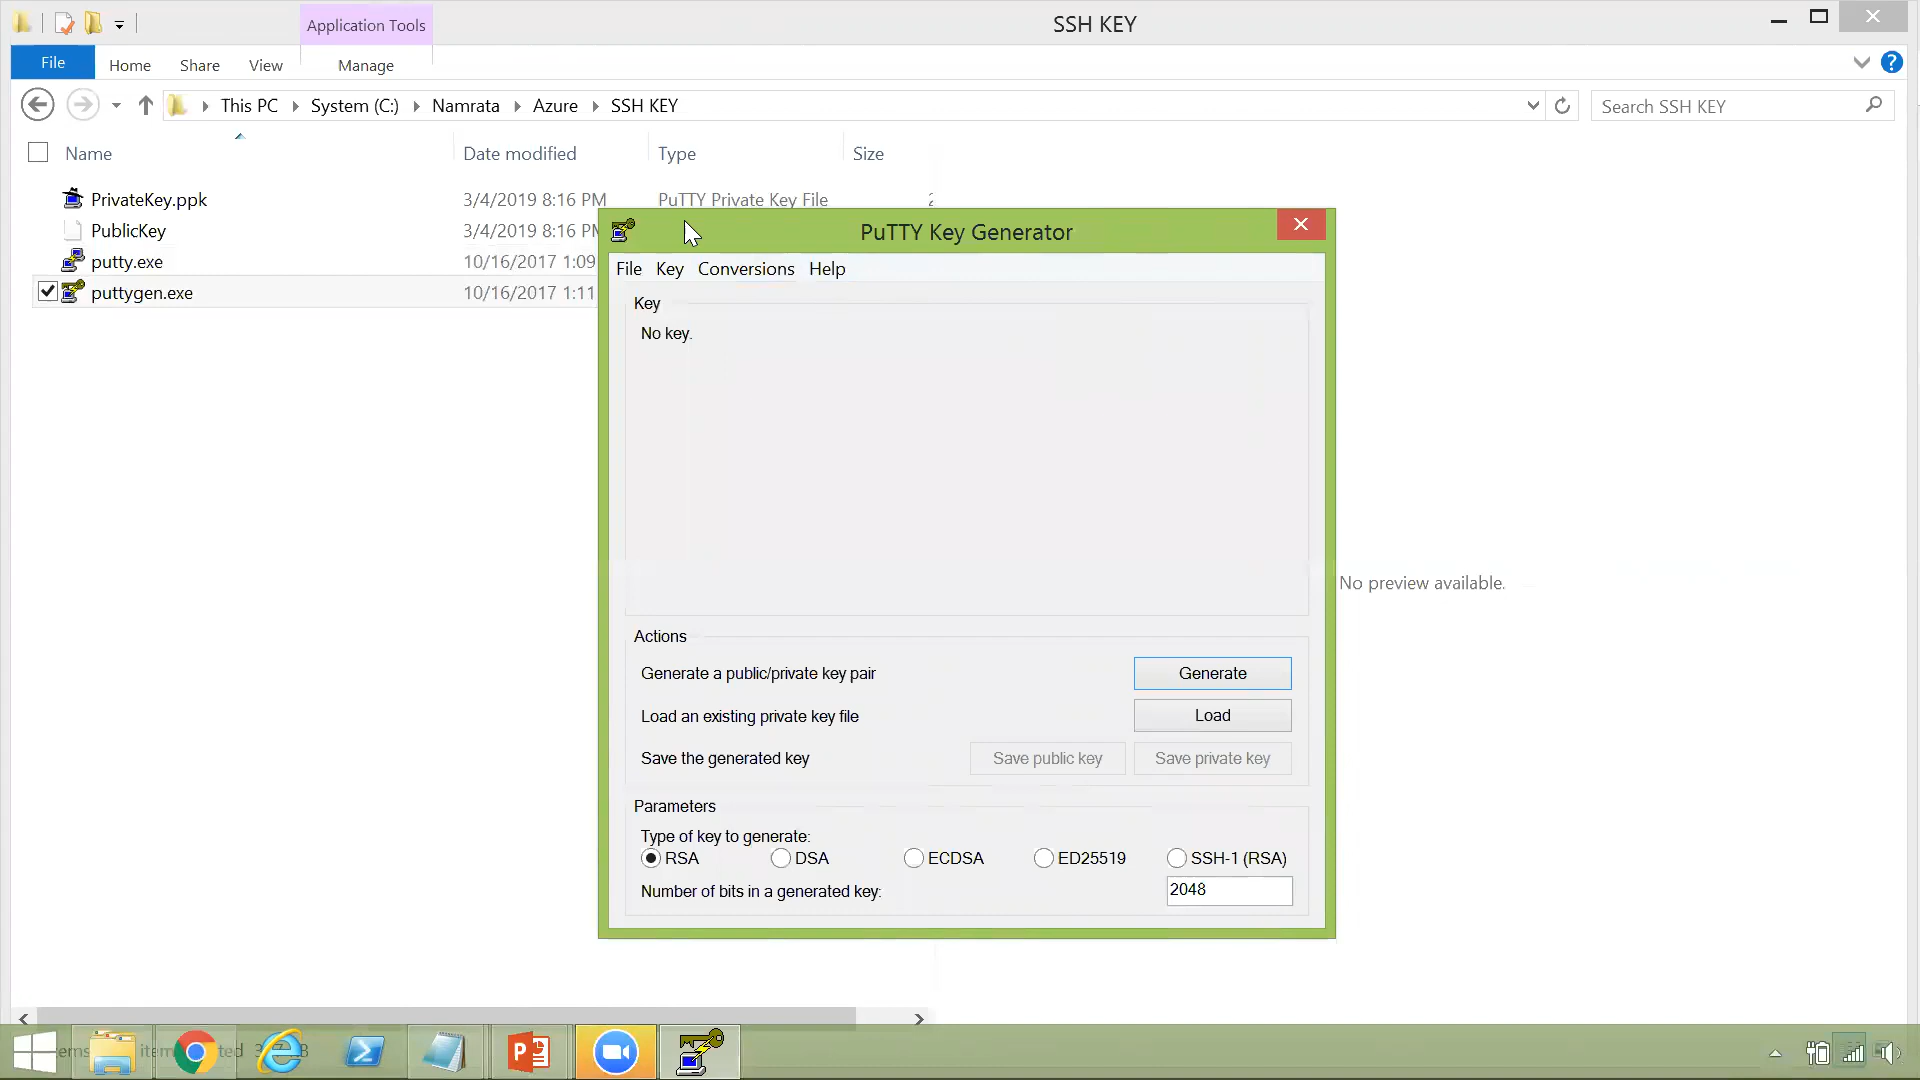 Application Tools
SSH KEY
File
Home
Share
View
Manage
This PC
System (C:)
Namrata
Azure
SSH KEY
Search SSH KEY
Name
Date modified
Type
Size
PrivateKey.ppk
3/4/2019 8:16 PM
PuTTY Private Key File
PublicKey
3/4/2019 8:16 PM
putty.exe
10/16/2017 1:09
puttygen.exe
10/16/2017 1:11
PuTTY Key Generator
File
Key
Conversions
Help
Key
No key.
No preview available.
Actions
Generate a public/private key pair
Generate
Load an existing private key file
Load
Save the generated key
Save public key
Save private key
Parameters
Type of key to generate:
RSA
DSA
ECDSA
ED25519
SSH-1 (RSA)
Number of bits in a generated key:
2048